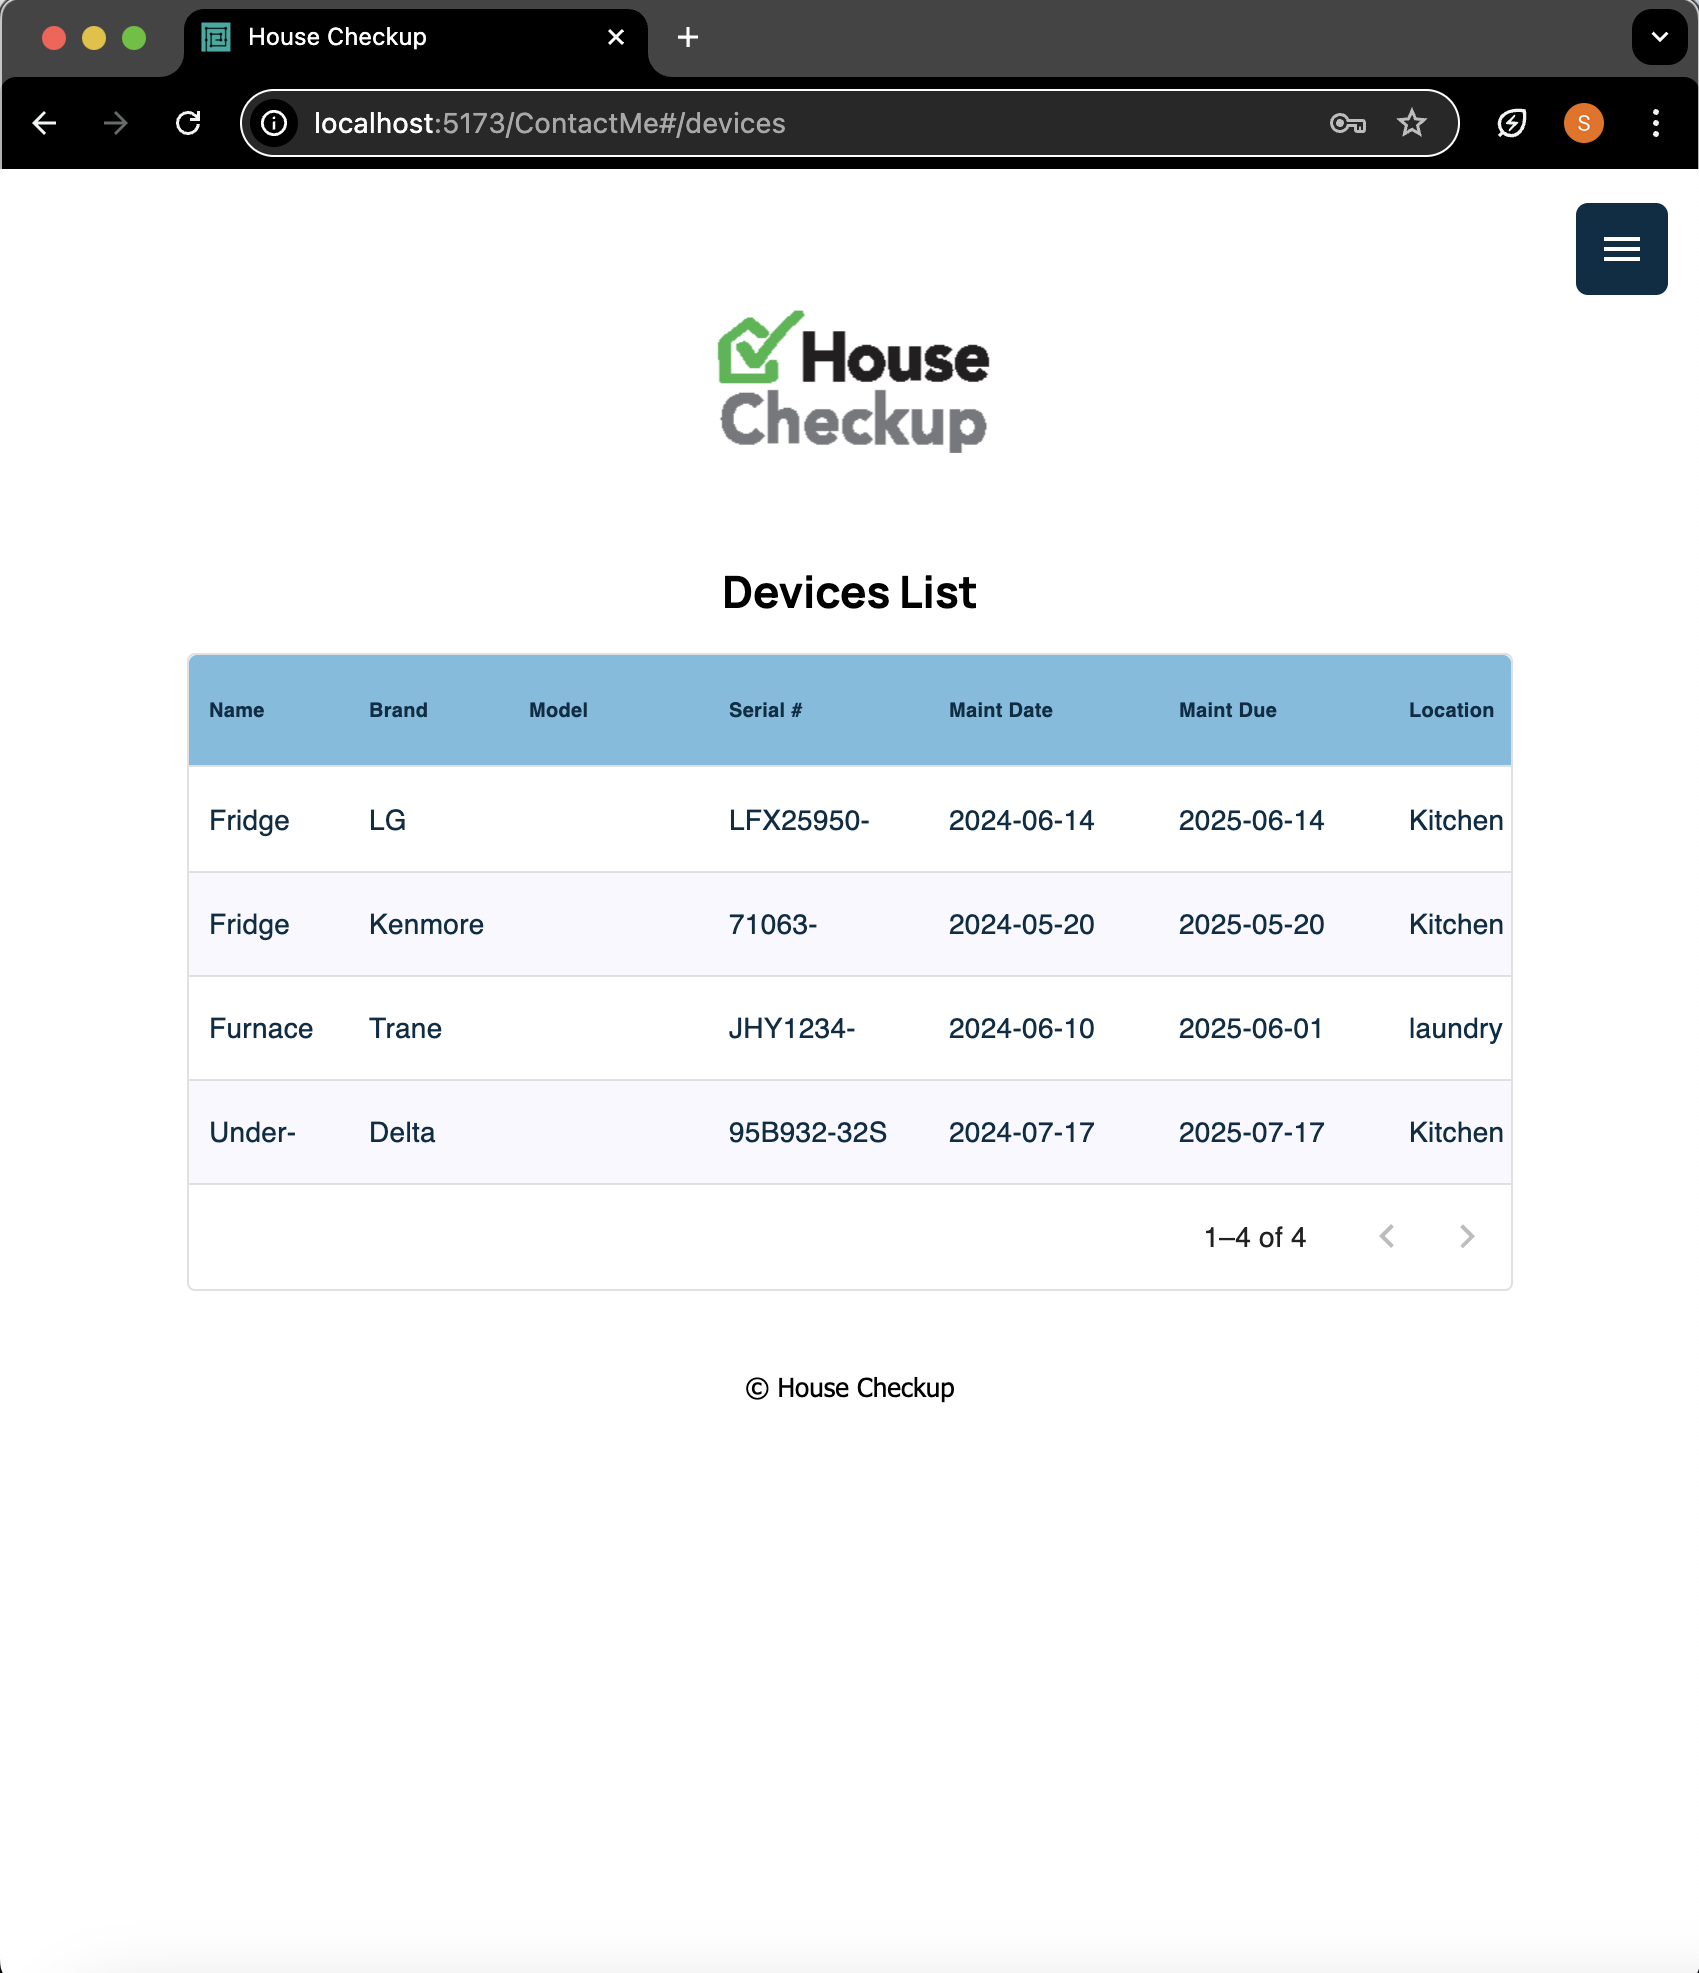 House Checkup
localhost:5173/ContactMe#/devices
S
House
Checkup
Devices List
Name Brand Model Serial # Maint Date Maint Due Location
Fridge LG LFX25950- 2024-06-14 2025-06-14 Kitchen
Fridge Kenmore 71063- 2024-05-20 2025-05-20 Kitchen
Furnace Trane JHY1234- 2024-06-10 2025-06-01 laundry
Under- Delta 95B932-32S 2024-07-17 2025-07-17 Kitchen
1–4 of 4
© House Checkup